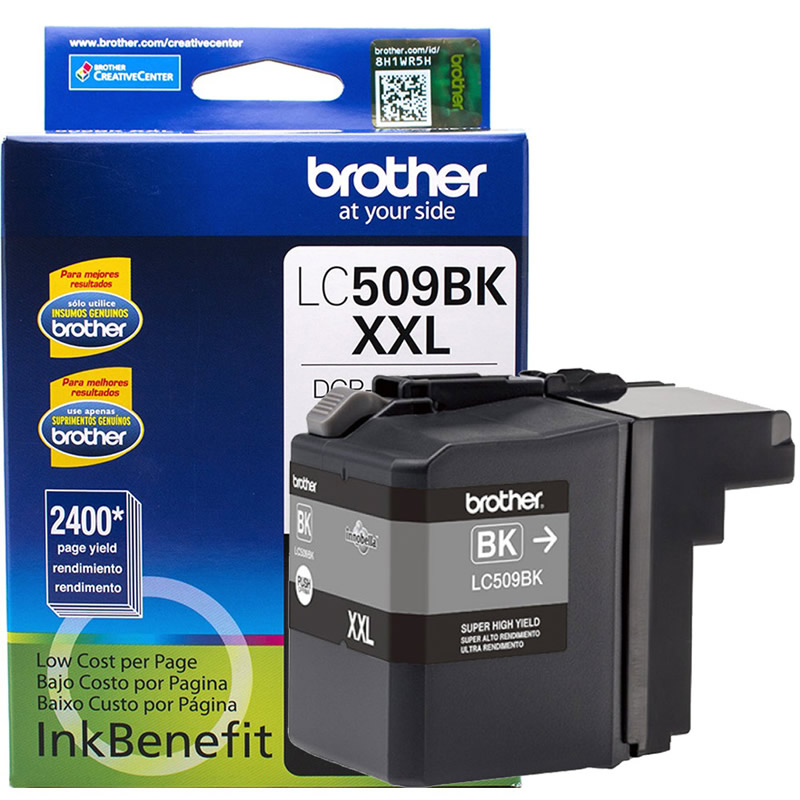 www.brother.com/creativecenter
BROTHER
CREATIVECENTER
brother.com/id/
8H1WR5H
brother
brother
at your side
LC509BK
XXL
Para mejores
resultados
sólo utilice
INSUMOS GENUINOS
brother
Para melhores
resultados
use apenas
SUPRIMENTOS GENUÍNOS
brother
2400*
page yield
rendimiento
rendimento
Low Cost per Page
Bajo Costo por Pagina
Baixo Custo por Página
InkBenefit
brother
BK
LC509BK
PUSH
innobella
XXL
brother
BK
LC509BK
SUPER HIGH YIELD
SUPER ALTO RENDIMIENTO
ULTRA RENDIMENTO